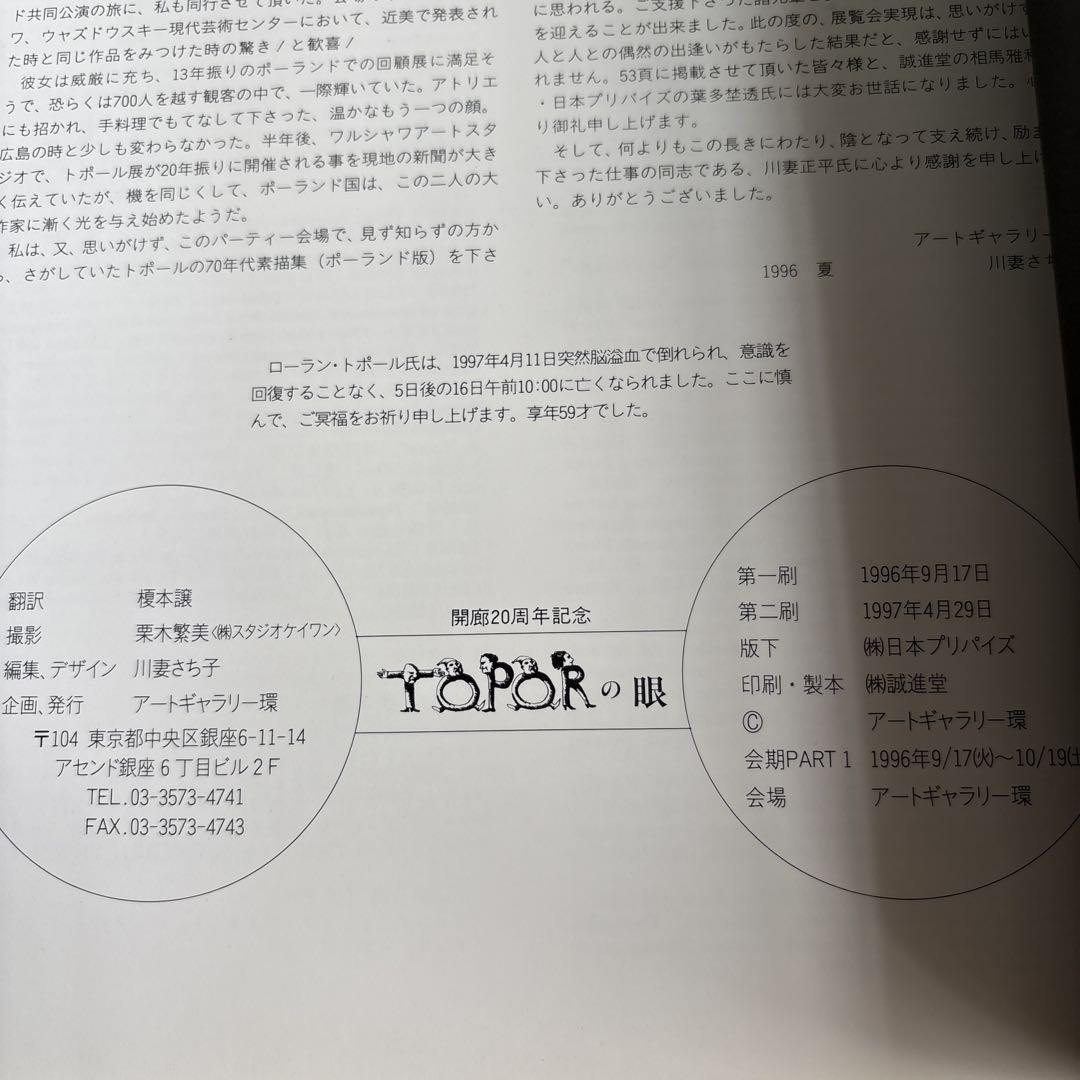 ド共同公演の旅に、私も同行させて頂いた。
ワ、ウャズドウスキー現代芸術センターにおいて、近美で発表され
た時と同じ作品をみつけた時の驚き!と歓喜!
彼女は威厳に充ち、13年振りのポーランドでの回顧展に満足そ
うで、恐らくは700人を越す観客の中で、一際輝いていた。アトリエ
にも招かれ、手料理でもてなして下さった、温かなもう一つの顔。
広島の時と少しも変わらなかった。半年後、ワルシャワアートスタ
ジオで、トポール展が20年振りに開催される事を現地の新聞が大き
く伝えていたが、機を同じくして、ポーランド国は、この二人の大
作家に漸く光を与え始めたようだ。
私は、又、思いがけず、このパーティー会場で、見ず知らずの方か
ら、さがしていたトポールの70年代素描集(ポーランド版)を下さ
に思われる。ご支援下さった諸先輩
を迎えることが出来ました。此の度の、展覧会実現は、思いがけず
人と人との偶然の出逢いがもたらした結果だと、感謝せずにはい
れません。53頁に掲載させて頂いた皆々様と、誠進堂の相馬雅
・日本プリバイズの葉多埜透氏には大変お世話になりました。心
り御礼申し上げます。
そして、何よりもこの長きにわたり、陰となって支え続け、励ま
下さった仕事の同志である、川妻正平氏に心より感謝を申し上げ
い。ありがとうございました。
アートギャラリー
1996 夏 川妻さち
ローラン・トポール氏は、1997年4月11日突然脳溢血で倒れられ、意識を
回復することなく、5日後の16日午前10:00に亡くなられました。ここに慎
んで、ご冥福をお祈り申し上げます。享年59才でした。
翻訳 榎本譲
撮影 栗木繁美〈㈱スタジオケイワン〉
編集、デザイン 川妻さち子
企画、発行 アートギャラリー環
〒104 東京都中央区銀座6-11-14
アセンド銀座6丁目ビル2F
TEL.03-3573-4741
FAX.03-3573-4743
開廊20周年記念
TOPORの眼
第一刷 1996年9月17日
第二刷 1997年4月29日
版下 ㈱日本プリバイズ
印刷・製本 ㈱誠進堂
Ⓒ アートギャラリー環
会期PART 1 1996年9/17㈫〜10/19㈯
会場 アートギャラリー環